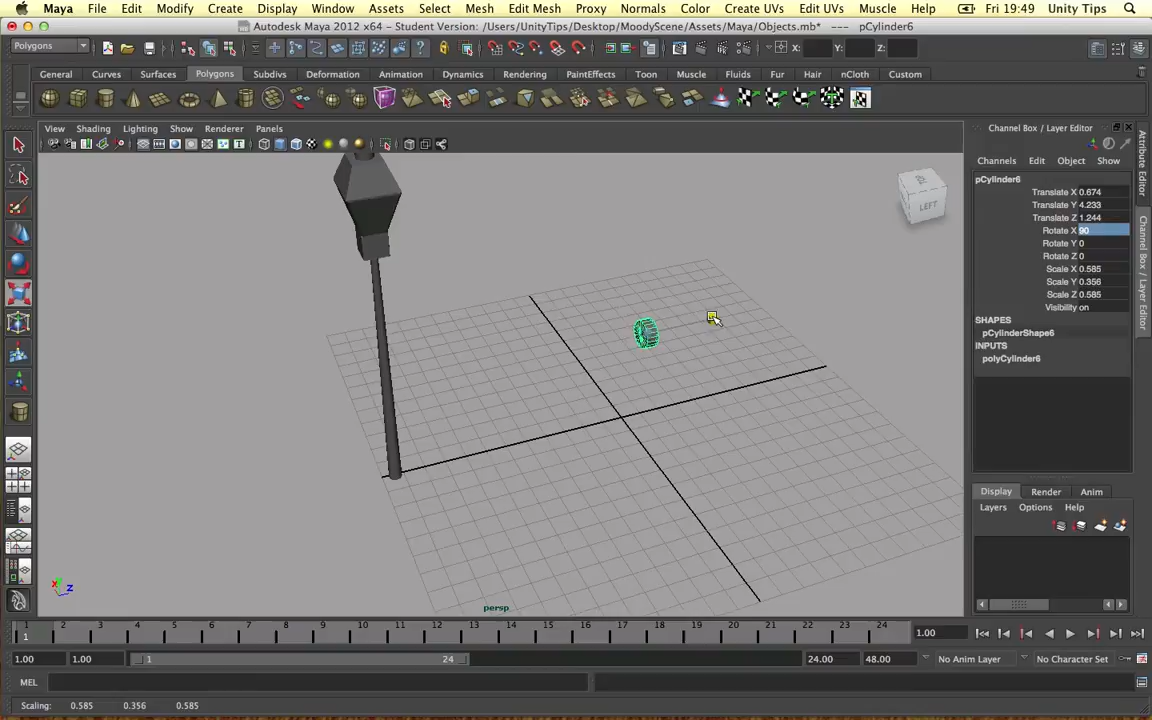 Maya File Edit Modify Create Display Window Assets Select Mesh Edit Mesh Proxy Normals Color Create UVs Edit UVs Muscle Help Fri 19:49 Unity Tips
Autodesk Maya 2012 x64 - Student Version: /Users/UnityTips/Desktop/MoodyScene/Assets/Maya/Objects.mb* --- pCylinder6
Polygons X: Y: Z:
General Curves Surfaces Polygons Subdivs Deformation Animation Dynamics Rendering PaintEffects Toon Muscle Fluids Fur Hair nCloth Custom
View Shading Lighting Show Renderer Panels
Channel Box / Layer Editor
Channels Edit Object Show
pCylinder6
Translate X 0.674
Translate Y 4.233
Translate Z 1.244
Rotate X 90
Rotate Y 0
Rotate Z 0
Scale X 0.585
Scale Y 0.356
Scale Z 0.585
Visibility on
SHAPES
pCylinderShape6
INPUTS
polyCylinder6
Attribute Editor
Channel Box / Layer Editor
LEFT
Display Render Anim
Layers Options Help
X Z
persp
1 2 3 4 5 6 7 8 9 10 11 12 13 14 15 16 17 18 19 20 21 22 23 24
1 1.00
1.00 1.00 1 24 24.00 48.00 No Anim Layer No Character Set
MEL
Scaling: 0.585 0.356 0.585